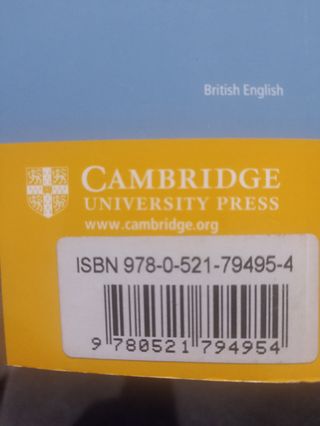 British English
CAMBRIDGE
UNIVERSITY PRESS
www.cambridge.org
ISBN 978-0-521-79495-4
9 780521 794954